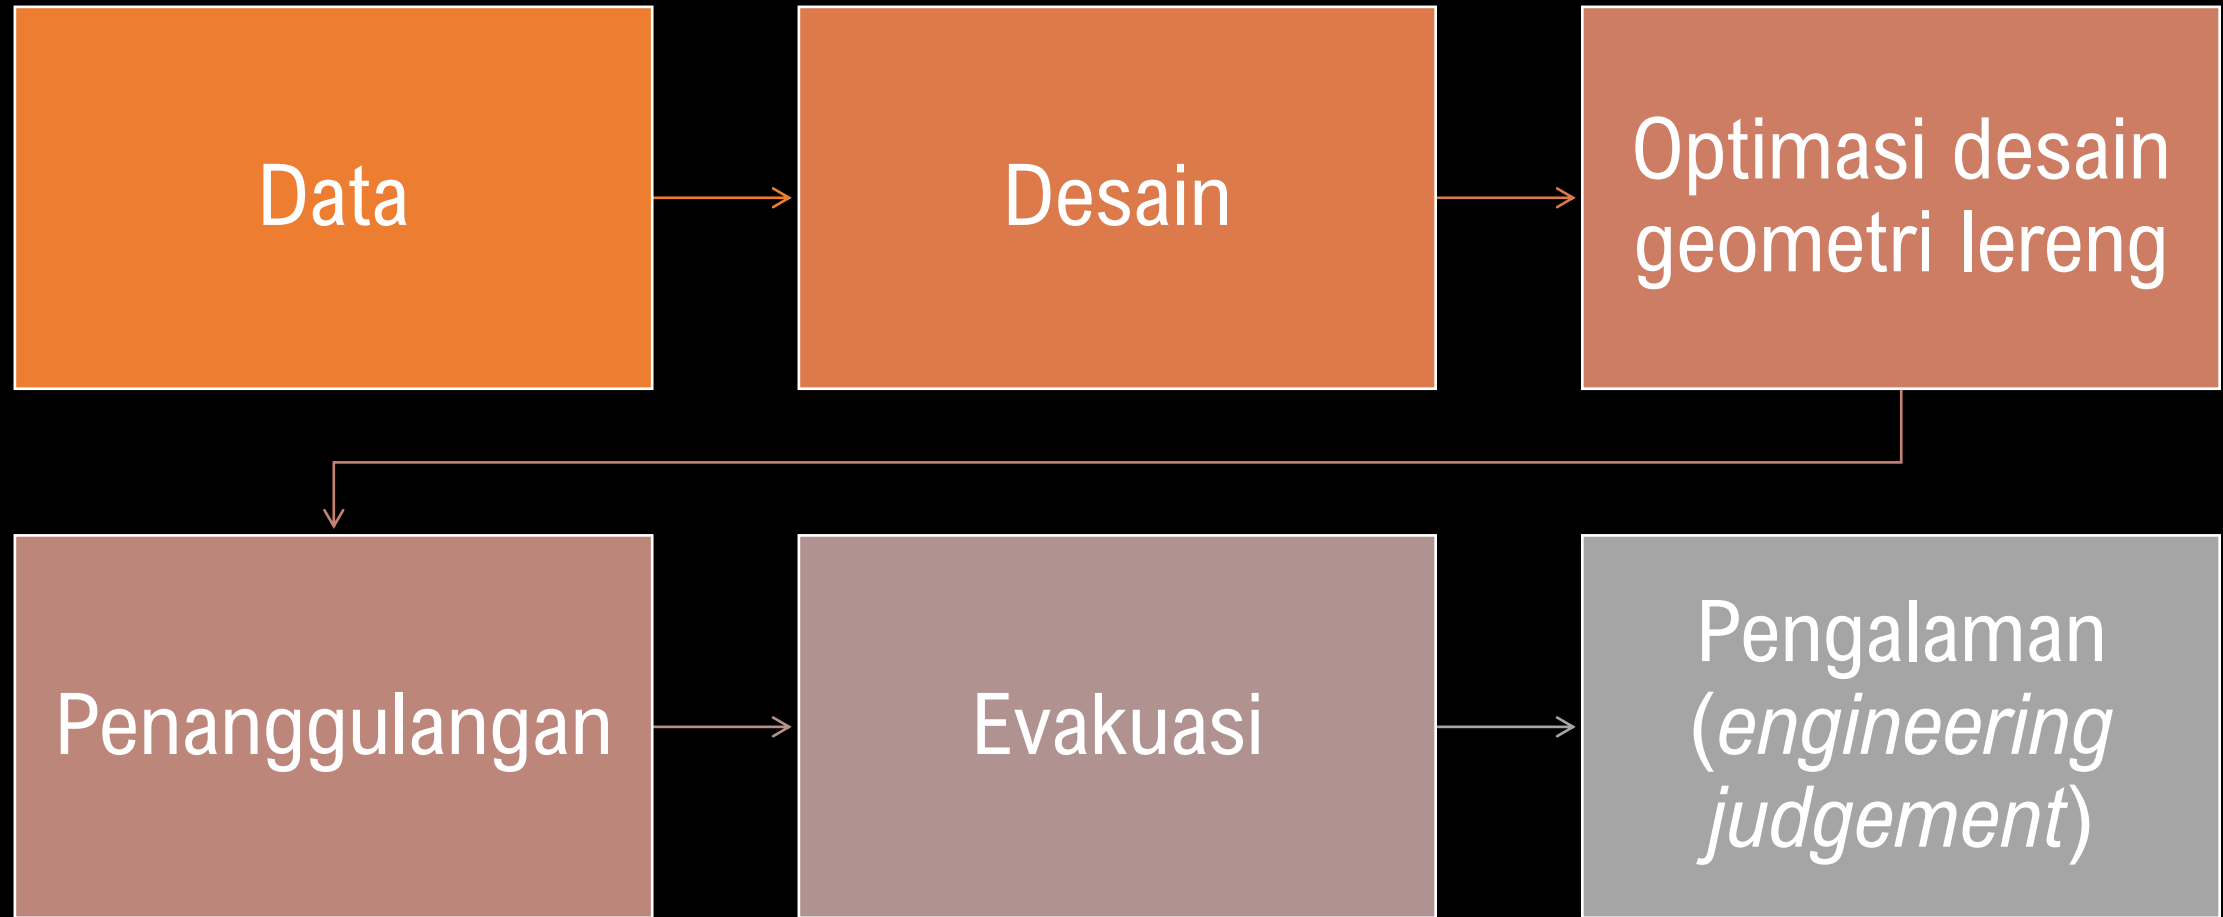 Data
Desain
Optimasi desain
geometri lereng
Penanggulangan
Evakuasi
Pengalaman
(engineering
judgement)